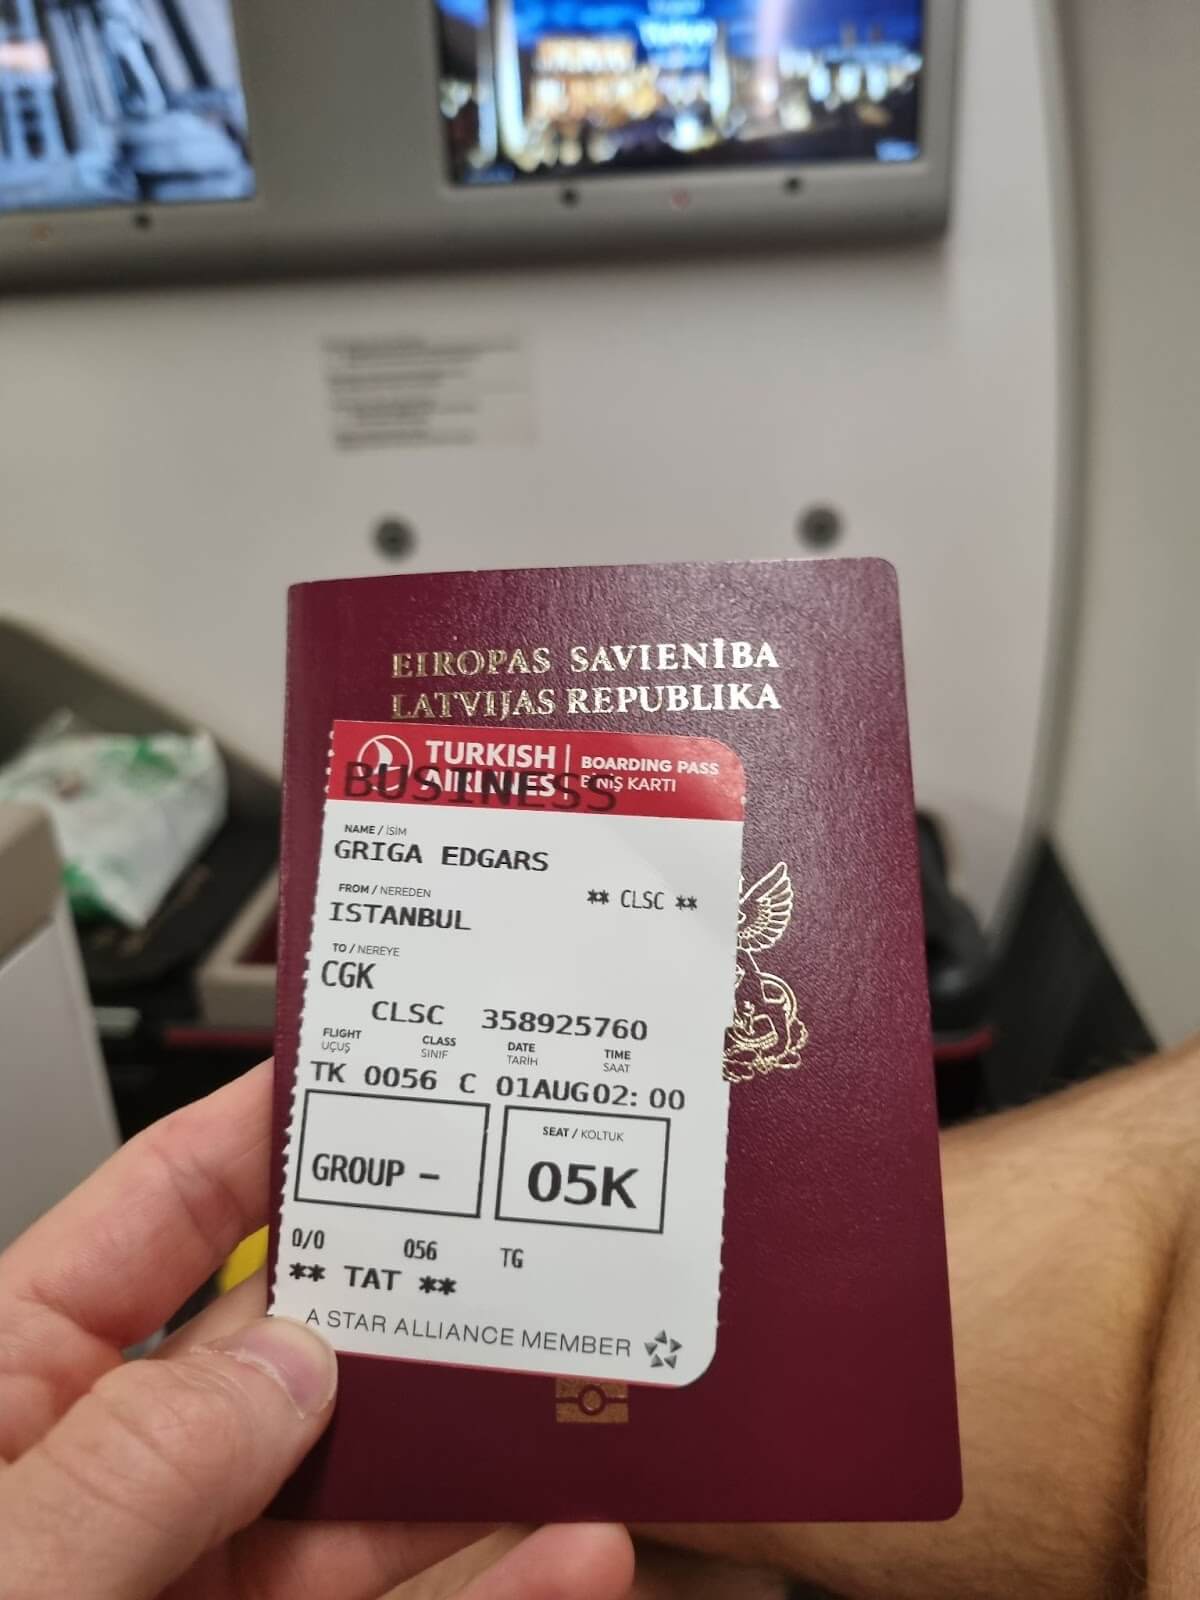 EIROPAS SAVIENĪBA
LATVIJAS REPUBLIKA
TURKISH AIRLINES
BOARDING PASS
BİNİŞ KARTI
BUSINESS
NAME / İSİM
GRIGA EDGARS
** CLSC **
FROM / NEREDEN
ISTANBUL
TO / NEREYE
CGK
CLSC 358925760
FLIGHT CLASS DATE TIME
UÇUŞ SINIF TARİH SAAT
TK 0056 C 01AUG02:00
SEAT / KOLTUK
GROUP – 05K
0/0 056 TG
** TAT **
A STAR ALLIANCE MEMBER